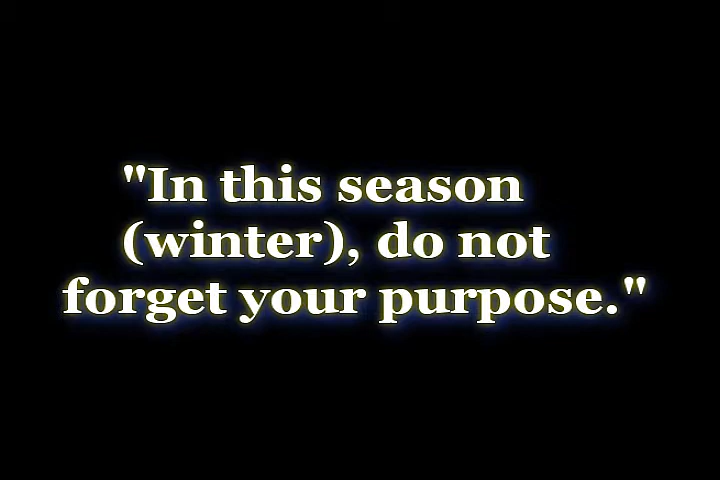 "In this season
(winter), do not
forget your purpose."